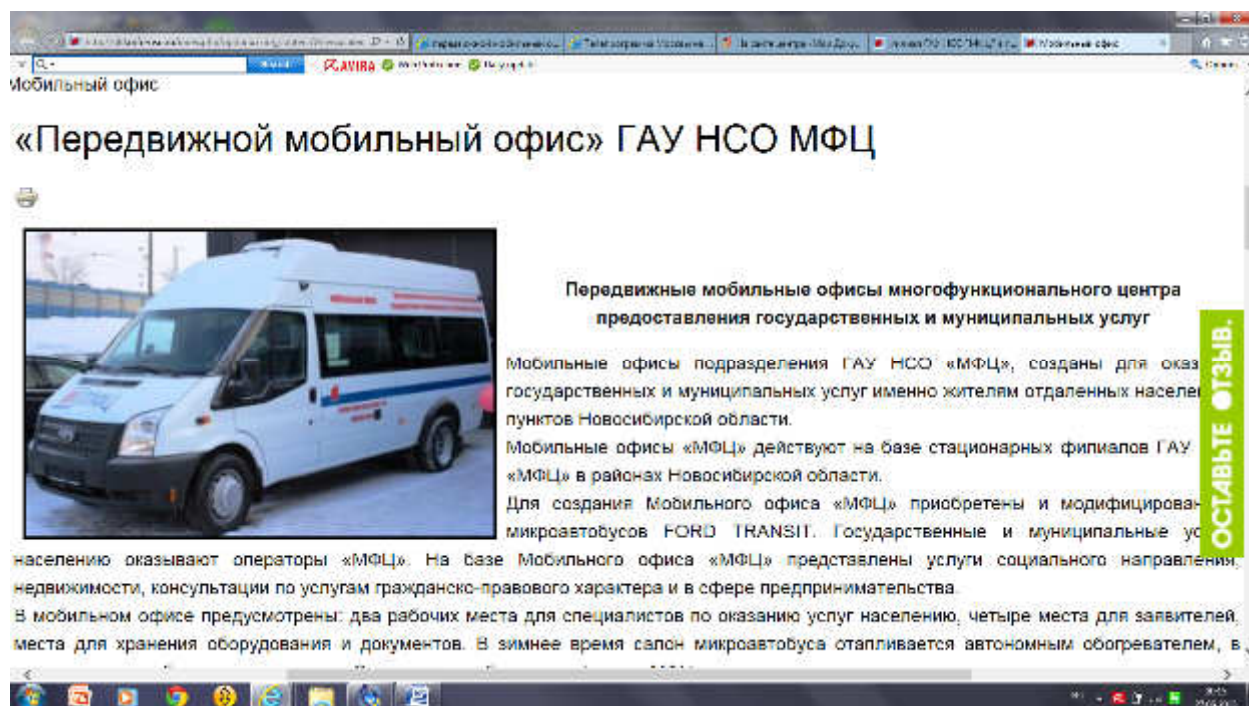 AVIRA
Мобильный офис
«Передвижной мобильный офис» ГАУ НСО МФЦ
Передвижные мобильные офисы многофункционального центра
предоставления государственных и муниципальных услуг
Мобильные офисы подразделения ГАУ НСО «МФЦ», созданы для оказ
государственных и муниципальных услуг именно жителям отдаленных населе
пунктов Новосибирской области.
Мобильные офисы «МФЦ» действуют на базе стационарных филиалов ГАУ
«МФЦ» в районах Новосибирской области.
Для создания Мобильного офиса «МФЦ» приобретены и модифицирован
микроавтобусов FORD TRANSIT. Государственные и муниципальные ус
населению оказывают операторы «МФЦ». На базе Мобильного офиса «МФЦ» представлены услуги социального направления,
недвижимости, консультации по услугам гражданско-правового характера и в сфере предпринимательства.
В мобильном офисе предусмотрены: два рабочих места для специалистов по оказанию услуг населению, четыре места для заявителей,
места для хранения оборудования и документов. В зимнее время салон микроавтобуса отапливается автономным обогревателем, в
ОСТАВЬТЕ ОТЗЫВ.